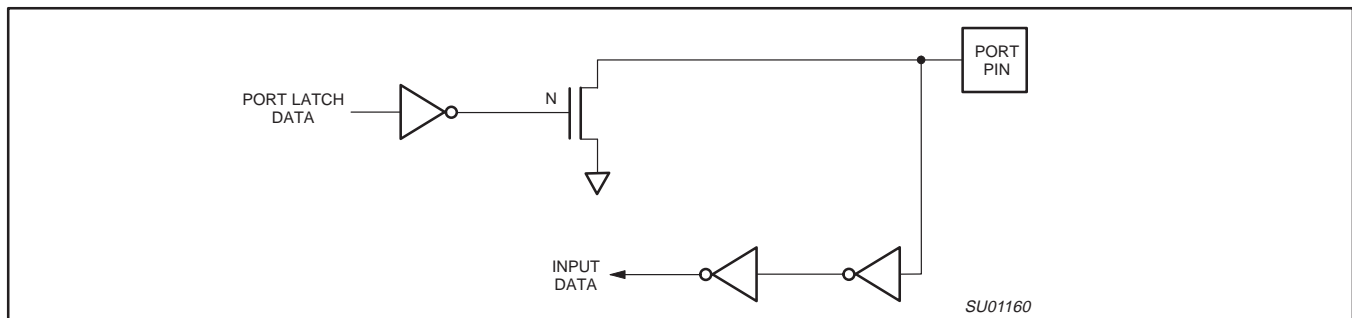 PORT
PIN
PORT LATCH
DATA
N
INPUT
DATA
SU01160